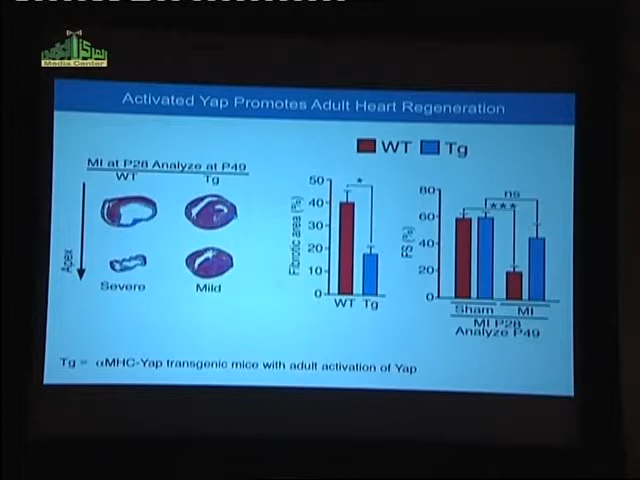 المركز الإعلامي
Media Center
Activated Yap Promotes Adult Heart Regeneration
WT Tg
MI at P28 Analyze at P49
WT Tg
Apex
Severe Mild
Fibrotic area (%)
50
40
30
20
10
0
*
WT Tg
FS (%)
80
60
40
20
0
ns
***
Sham MI
MI P28
Analyze P49
Tg = αMHC-Yap transgenic mice with adult activation of Yap